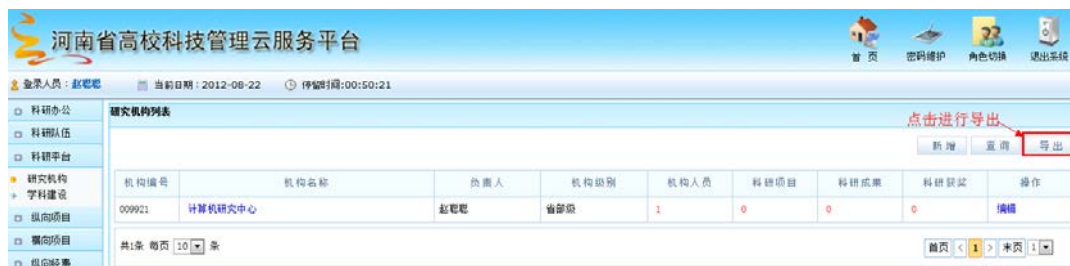 河南省高校科技管理云服务平台
首 页 密码维护 角色切换 退出系统
登录人员：赵聪聪 当前日期：2012-08-22 停留时间:00:50:21
科研办公
研究机构列表
科研队伍
点击进行导出
科研平台
新 增 查 询 导 出
研究机构
学科建设
机构编号 机构名称 负责人 机构级别 机构人员 科研项目 科研成果 科研获奖 操作
009921 计算机研究中心 赵聪聪 省部级 1 0 0 0 编辑
纵向项目
横向项目
共1条 每页 10 条 首页 < 1 > 末页 1
纵向经费